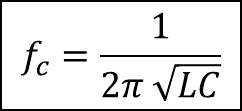 f_c = 1 / (2π √LC)